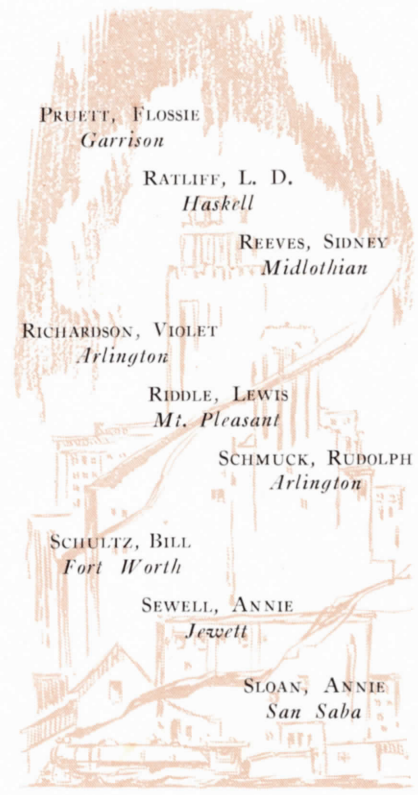 PRUETT, FLOSSIE
Garrison
RATLIFF, L. D.
Haskell
REEVES, SIDNEY
Midlothian
RICHARDSON, VIOLET
Arlington
RIDDLE, LEWIS
Mt. Pleasant
SCHMUCK, RUDOLPH
Arlington
SCHULTZ, BILL
Fort Worth
SEWELL, ANNIE
Jewett
SLOAN, ANNIE
San Saba